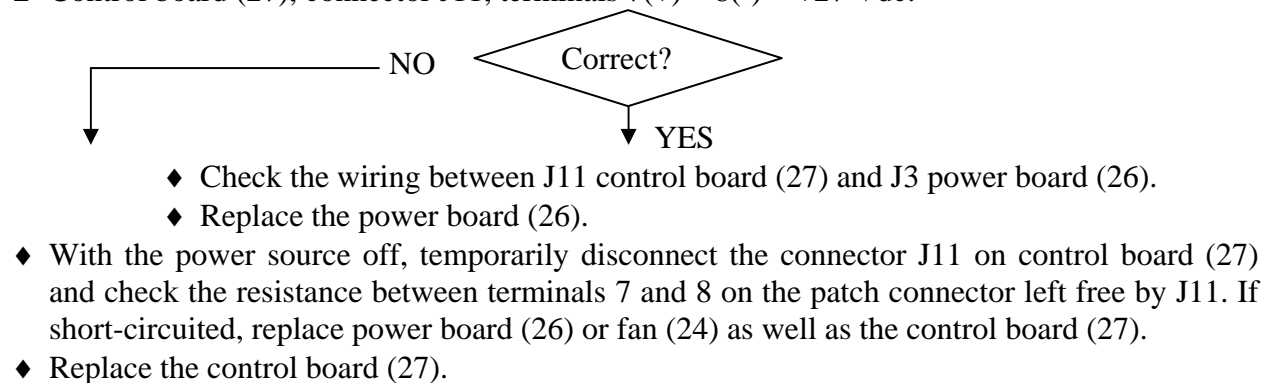 NO
Correct?
YES
♦ Check the wiring between J11 control board (27) and J3 power board (26).
♦ Replace the power board (26).
♦ With the power source off, temporarily disconnect the connector J11 on control board (27)
and check the resistance between terminals 7 and 8 on the patch connector left free by J11. If
short-circuited, replace power board (26) or fan (24) as well as the control board (27).
♦ Replace the control board (27).